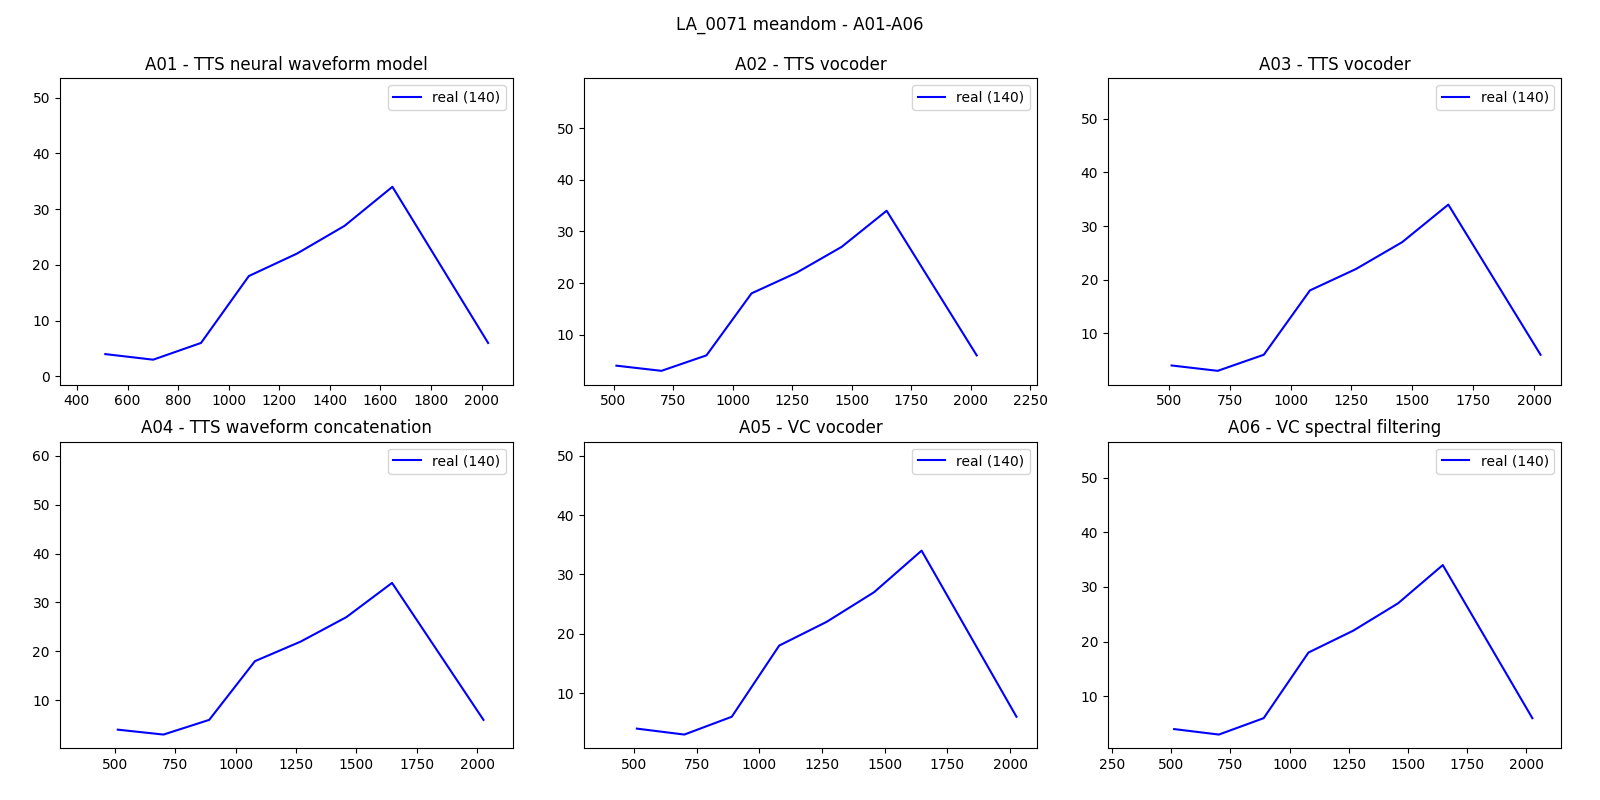 LA_0071 meandom - A01-A06
A01 - TTS neural waveform model
real (140)
50
40
30
20
10
0
400 600 800 1000 1200 1400 1600 1800 2000
A02 - TTS vocoder
real (140)
50
40
30
20
10
500 750 1000 1250 1500 1750 2000 2250
A03 - TTS vocoder
real (140)
50
40
30
20
10
500 750 1000 1250 1500 1750 2000
A04 - TTS waveform concatenation
real (140)
60
50
40
30
20
10
500 750 1000 1250 1500 1750 2000
A05 - VC vocoder
real (140)
50
40
30
20
10
500 750 1000 1250 1500 1750 2000
A06 - VC spectral filtering
real (140)
50
40
30
20
10
250 500 750 1000 1250 1500 1750 2000